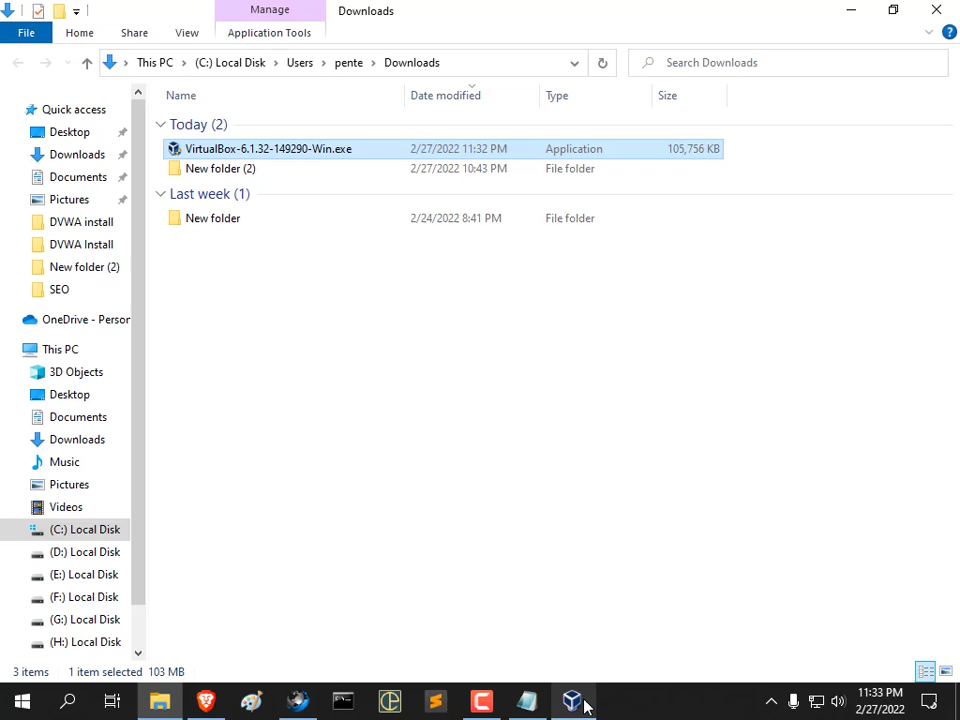 Manage
Downloads
File
Home
Share
View
Application Tools
This PC
(C:) Local Disk
Users
pente
Downloads
Search Downloads
Name
Date modified
Type
Size
Quick access
Desktop
Downloads
Documents
Pictures
DVWA install
DVWA Install
New folder (2)
SEO
OneDrive - Person
This PC
3D Objects
Desktop
Documents
Downloads
Music
Pictures
Videos
(C:) Local Disk
(D:) Local Disk
(E:) Local Disk
(F:) Local Disk
(G:) Local Disk
(H:) Local Disk
Today (2)
VirtualBox-6.1.32-149290-Win.exe 2/27/2022 11:32 PM Application 105,756 KB
New folder (2) 2/27/2022 10:43 PM File folder
Last week (1)
New folder 2/24/2022 8:41 PM File folder
3 items 1 item selected 103 MB
11:33 PM
2/27/2022